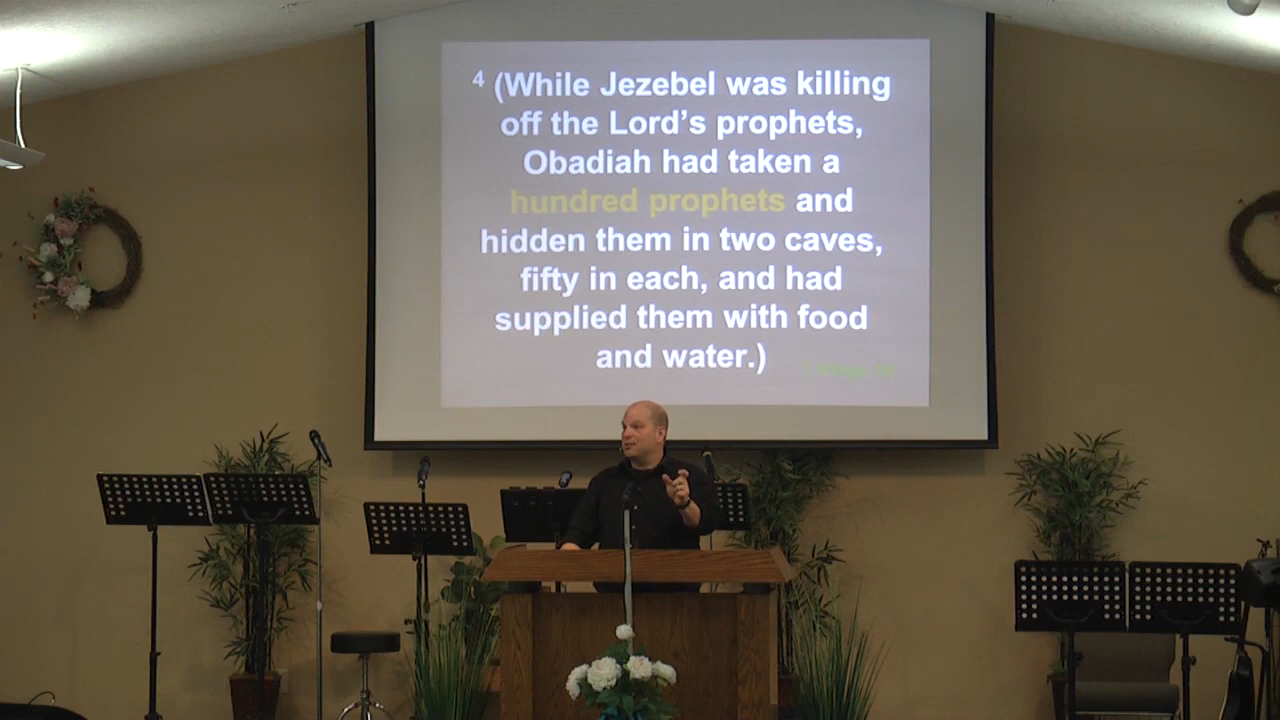 4 (While Jezebel was killing
off the Lord’s prophets,
Obadiah had taken a
hundred prophets and
hidden them in two caves,
fifty in each, and had
supplied them with food
and water.)